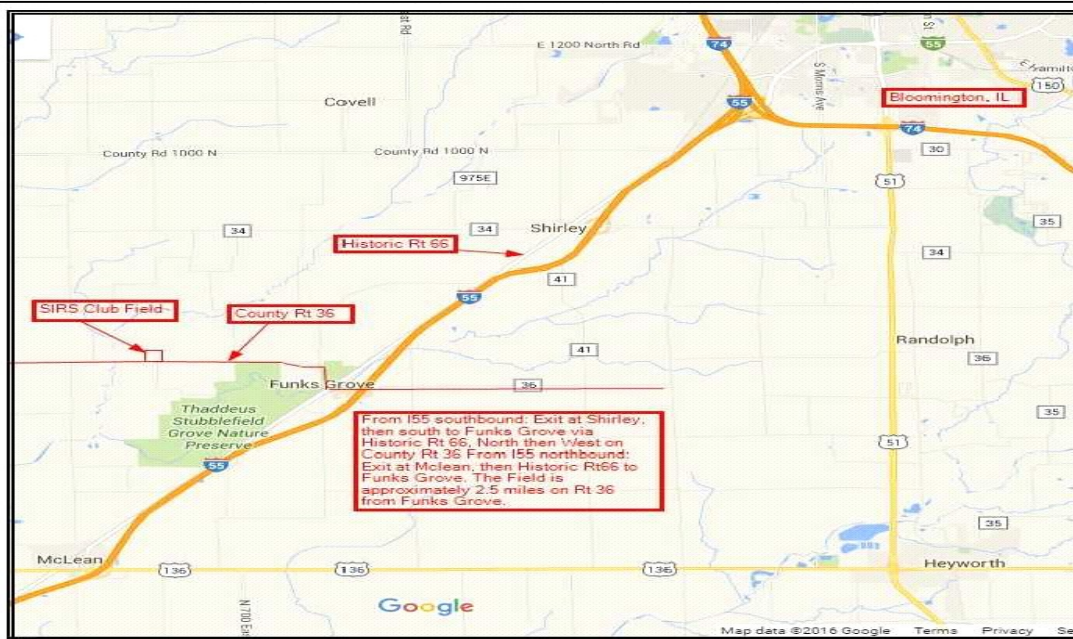 E 1200 North Rd
74
55
S Morris Ave
150
Covell
Bloomington, IL
55
74
County Rd 1000 N
County Rd 1000 N
30
975E
51
34
34
Shirley
35
Historic Rt 66
34
41
55
SIRS Club Field
County Rt 36
41
Randolph
36
Funks Grove
36
Thaddeus
Stubblefield
Grove Nature
Preserve
35
From I55 southbound: Exit at Shirley,
then south to Funks Grove via
Historic Rt 66, North then West on
County Rt 36 From I55 northbound:
Exit at Mclean, then Historic Rt66 to
Funks Grove. The Field is
approximately 2.5 miles on Rt 36
from Funks Grove.
51
55
35
McLean
136
136
136
Heyworth
Google
Map data ©2016 Google
Terms
Privacy